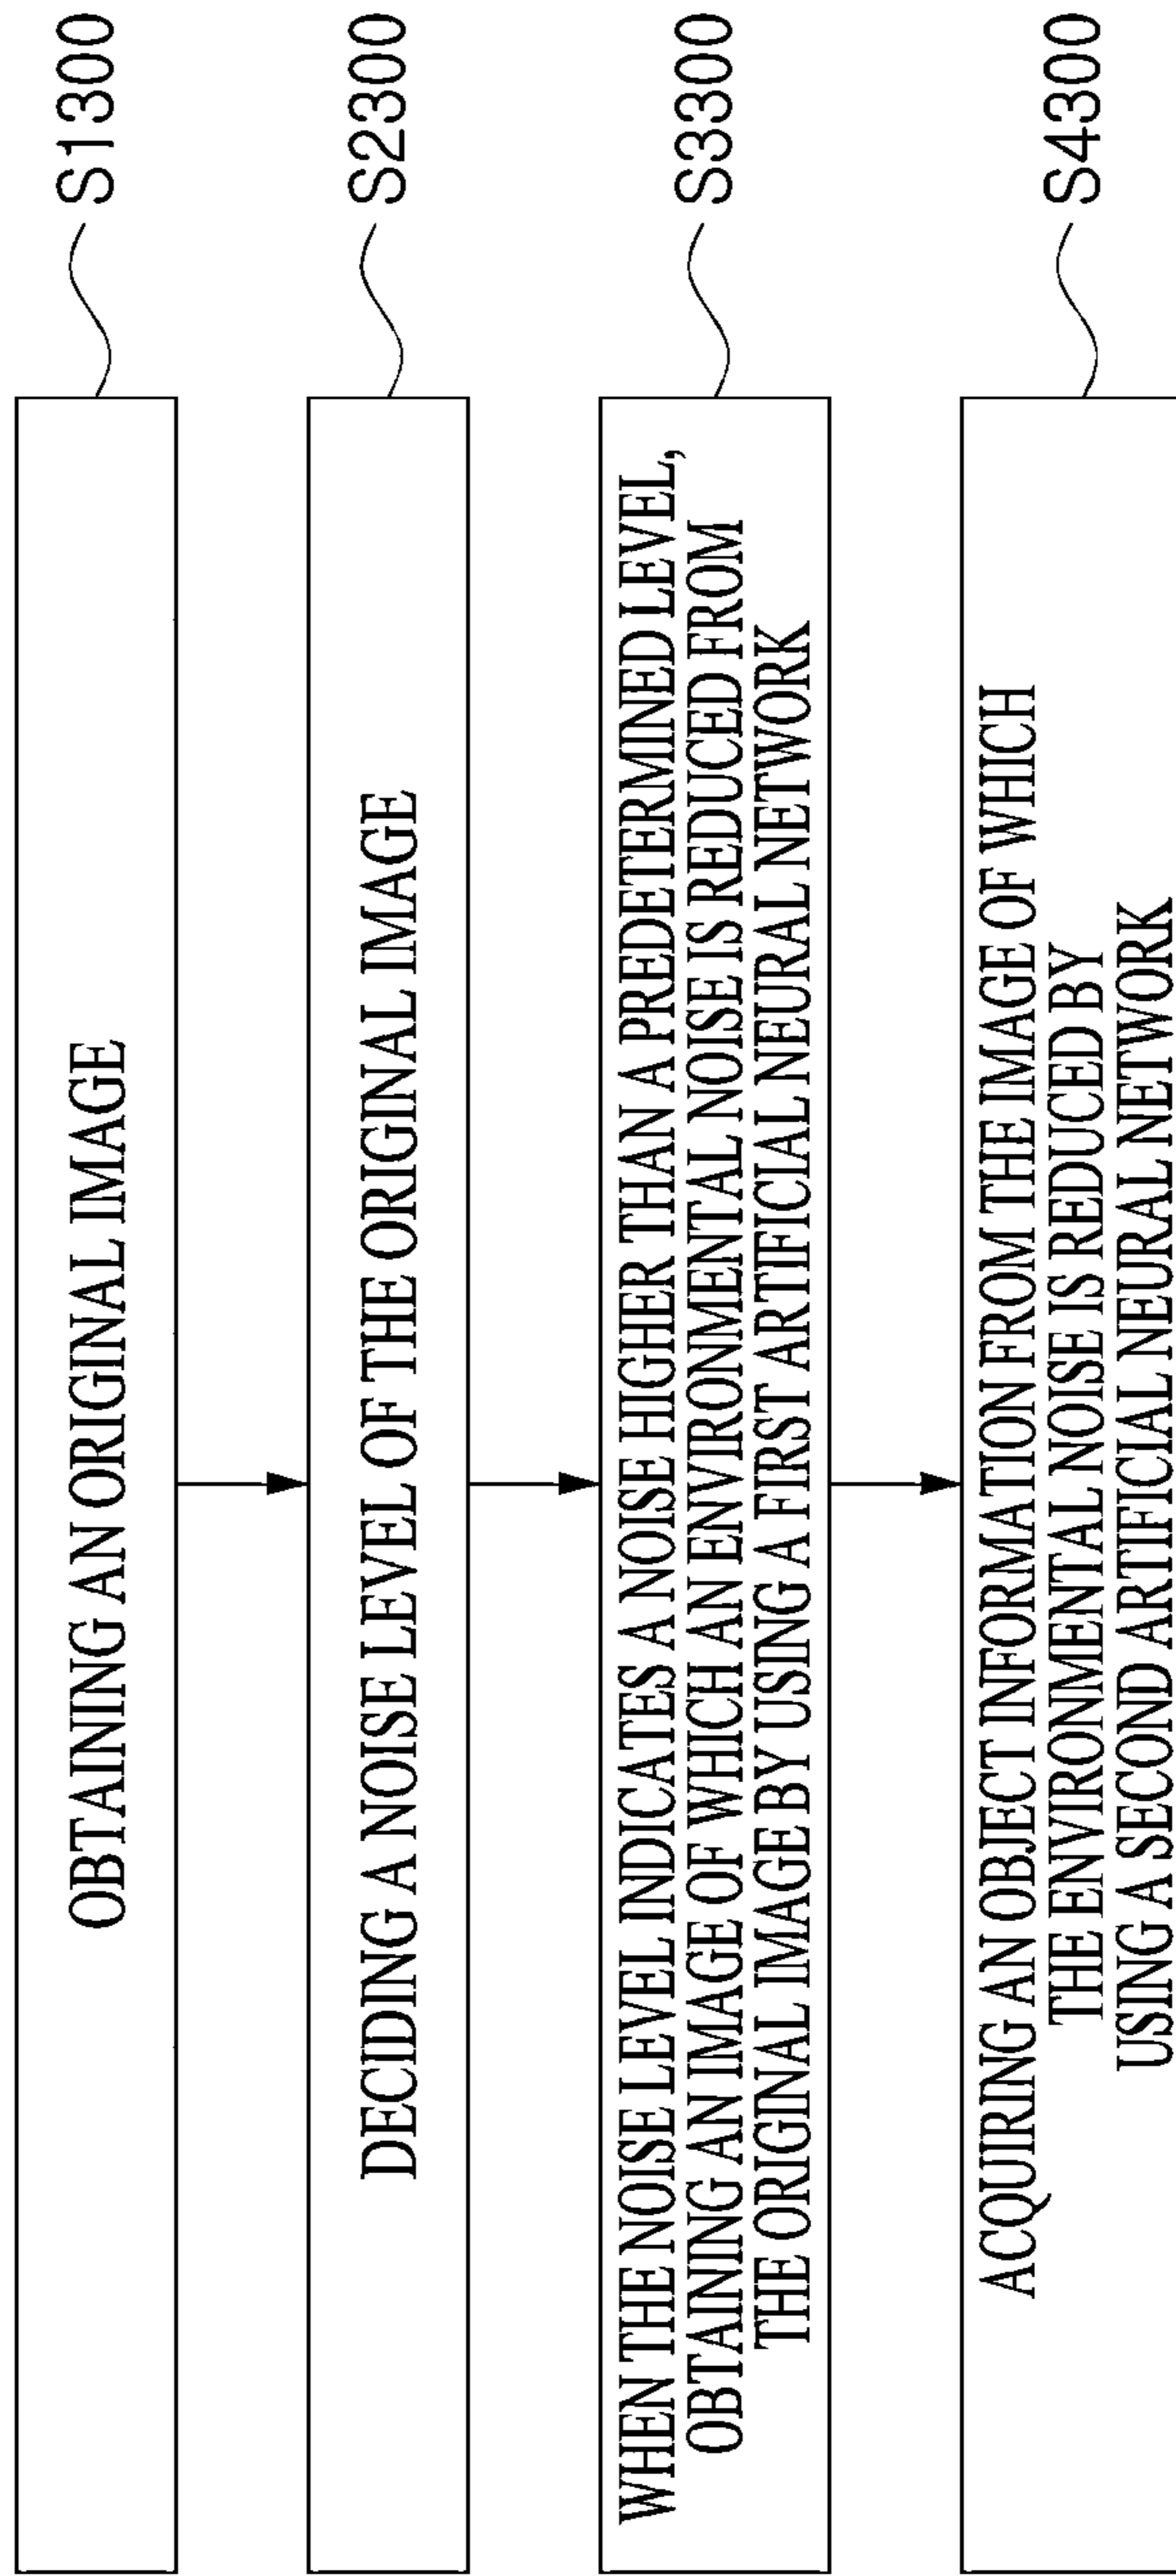 OBTAINING AN ORIGINAL IMAGE
S1300
DECIDING A NOISE LEVEL OF THE ORIGINAL IMAGE
S2300
WHEN THE NOISE LEVEL INDICATES A NOISE HIGHER THAN A PREDETERMINED LEVEL,
OBTAINING AN IMAGE OF WHICH AN ENVIRONMENTAL NOISE IS REDUCED FROM
THE ORIGINAL IMAGE BY USING A FIRST ARTIFICIAL NEURAL NETWORK
S3300
ACQUIRING AN OBJECT INFORMATION FROM THE IMAGE OF WHICH
THE ENVIRONMENTAL NOISE IS REDUCED BY
USING A SECOND ARTIFICIAL NEURAL NETWORK
S4300